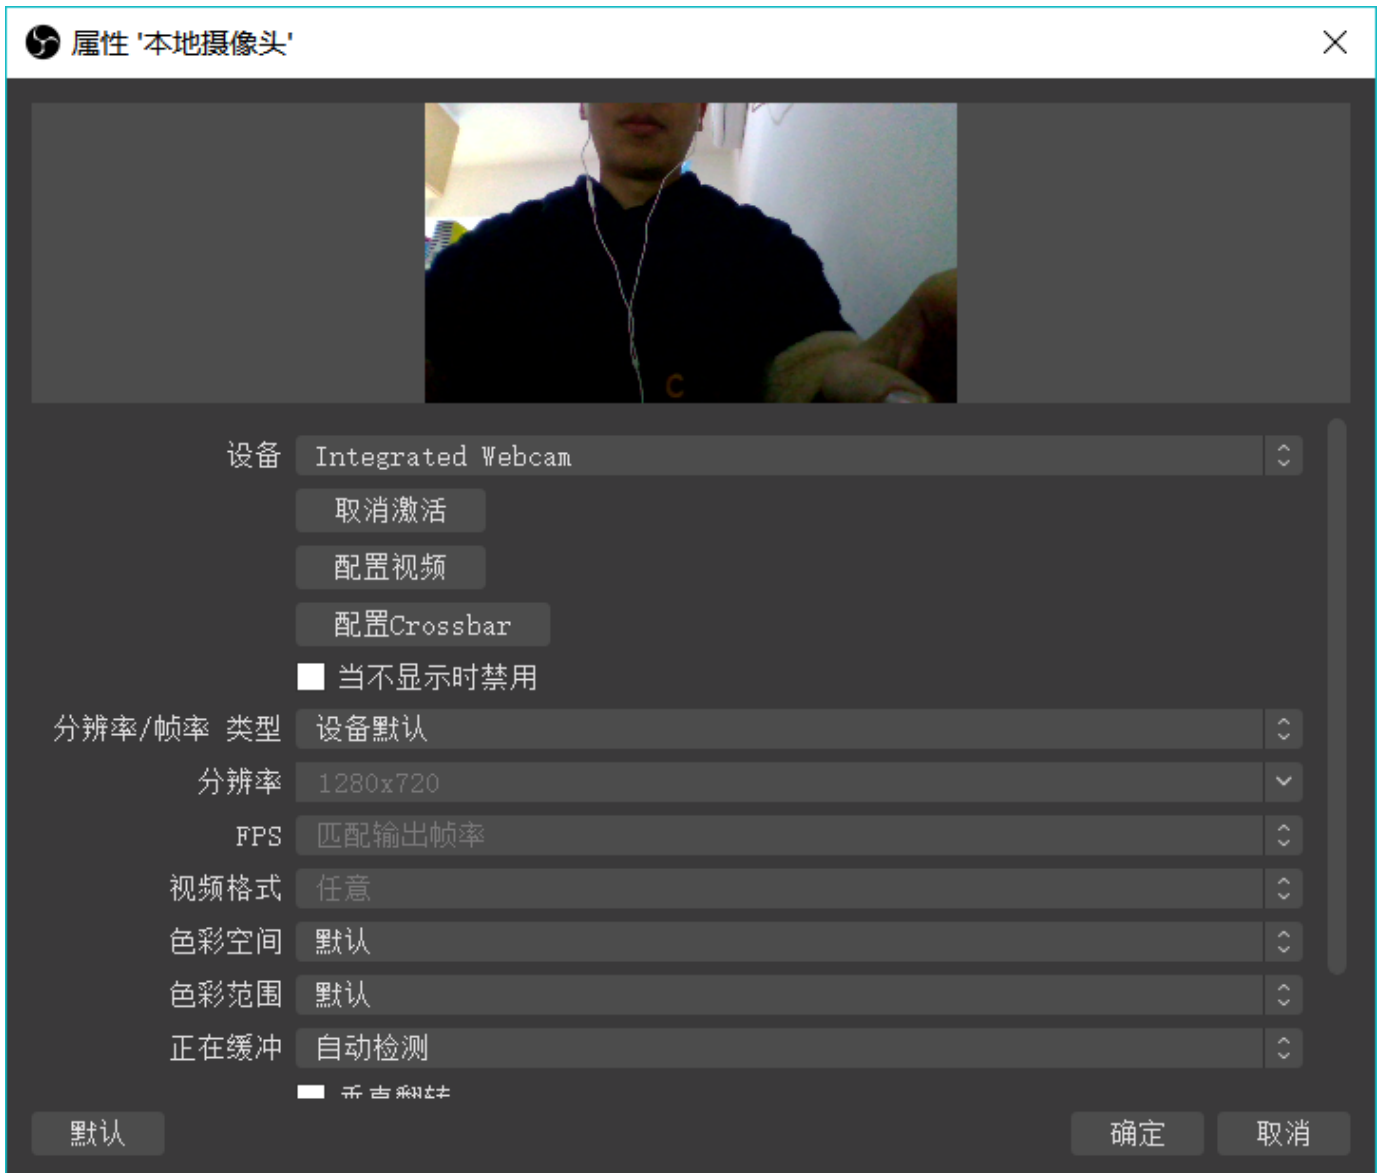 属性 '本地摄像头'
C
设备 Integrated Webcam
取消激活
配置视频
配置Crossbar
当不显示时禁用
分辨率/帧率 类型 设备默认
分辨率 1280x720
FPS 匹配输出帧率
视频格式 任意
色彩空间 默认
色彩范围 默认
正在缓冲 自动检测
垂直翻转
默认 确定 取消